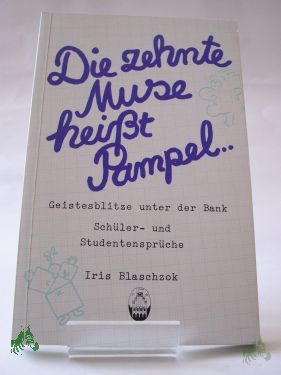 Die zehnte
Muse
heißt
Pampel...
Geistesblitze unter der Bank
Schüler- und
Studentensprüche
Iris Blaschzok